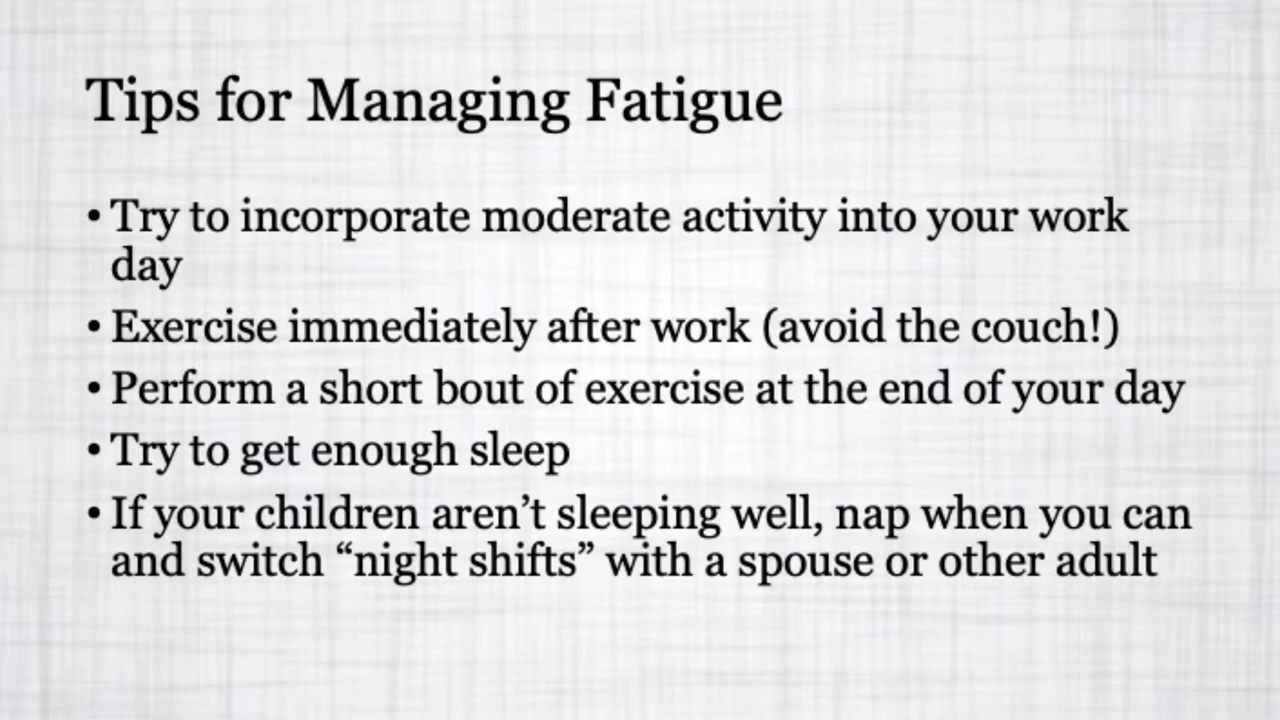 Tips for Managing Fatigue
• Try to incorporate moderate activity into your work
day
• Exercise immediately after work (avoid the couch!)
• Perform a short bout of exercise at the end of your day
• Try to get enough sleep
• If your children aren’t sleeping well, nap when you can
and switch “night shifts” with a spouse or other adult